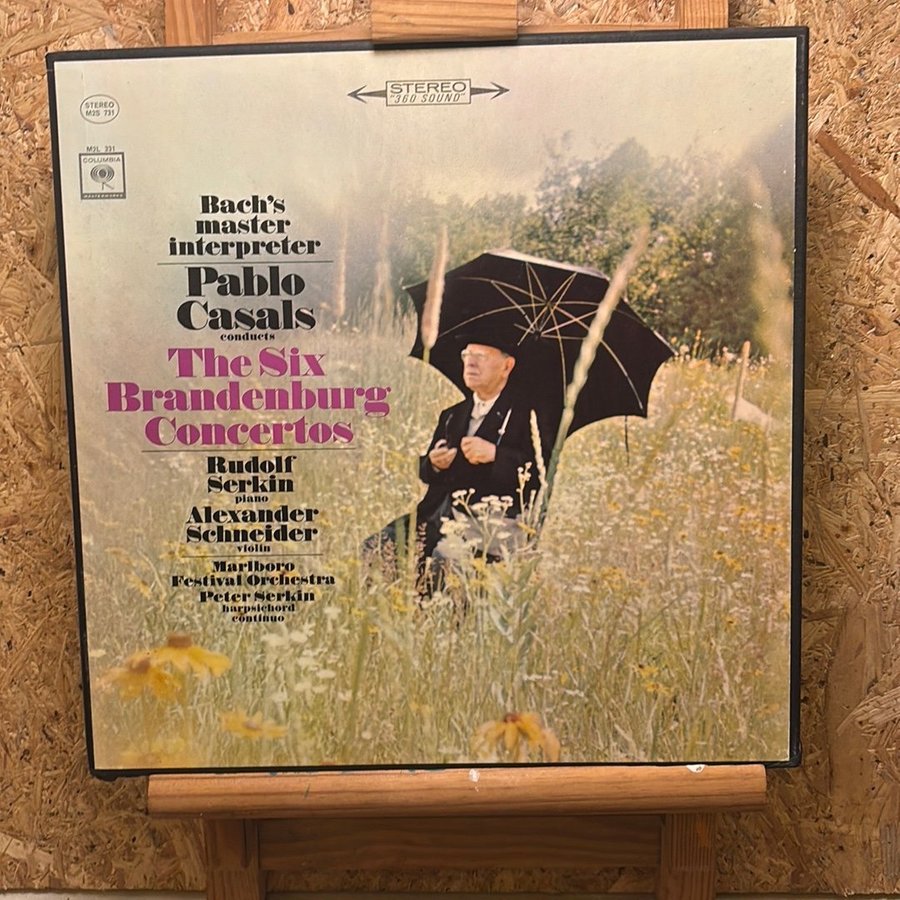 STEREO
"360 SOUND"
STEREO
M2S 731
M2L 331
COLUMBIA
MASTERWORKS
Bach's
master
interpreter
Pablo
Casals
conducts
The Six
Brandenburg
Concertos
Rudolf
Serkin
piano
Alexander
Schneider
violin
Marlboro
Festival Orchestra
Peter Serkin
harpsichord
continuo